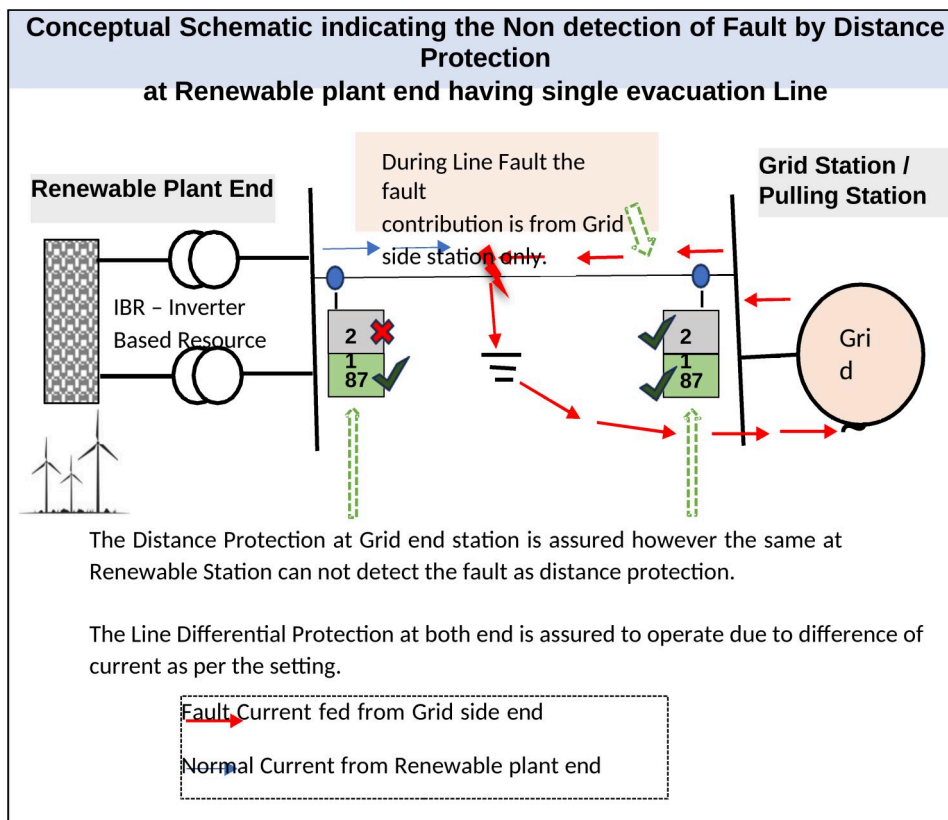 Conceptual Schematic indicating the Non detection of Fault by Distance
Protection
at Renewable plant end having single evacuation Line
During Line Fault the
fault
contribution is from Grid
side station only.
Grid Station /
Pulling Station
Renewable Plant End
IBR – Inverter
Based Resource
2
1
87
2
1
87
Gri
d
The Distance Protection at Grid end station is assured however the same at
Renewable Station can not detect the fault as distance protection.
The Line Differential Protection at both end is assured to operate due to difference of
current as per the setting.
Fault Current fed from Grid side end
Normal Current from Renewable plant end